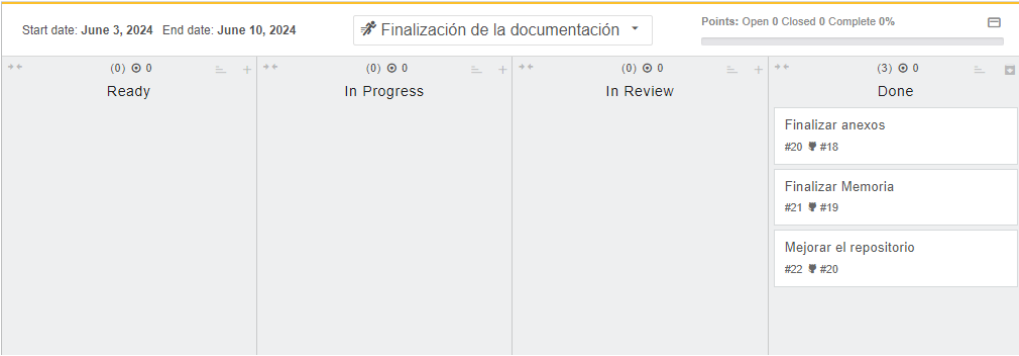 Start date: June 3, 2024 End date: June 10, 2024
Finalización de la documentación
Points: Open 0 Closed 0 Complete 0%
(0) 0
Ready
(0) 0
In Progress
(0) 0
In Review
(3) 0
Done
Finalizar anexos
#20 #18
Finalizar Memoria
#21 #19
Mejorar el repositorio
#22 #20